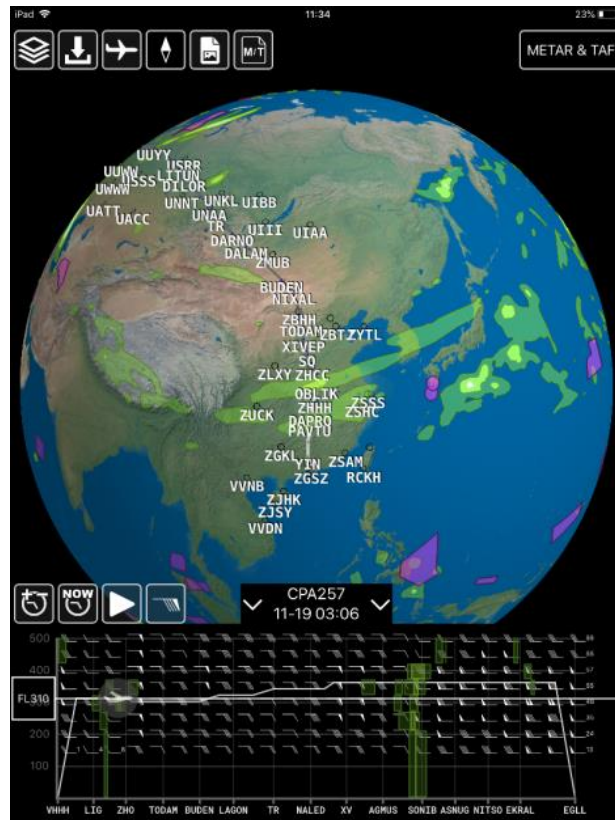 iPad 11:34 23%
M/T METAR & TAF
UUYY
UUWW USRR
USSS LITUN
UWWW DILOR
UATT UACC UNNT UNKL UIBB
UNAA
TR UIII UIAA
DARNO
DALAM
ZMUB
BUDEN
NIXAL
ZBHH
TODAM ZBTJ ZYTL
XIVEP
SQ
ZLXY ZHCC
OBLIK
ZUCK ZHHH ZSSS
ZSHC
DAPRO
PAVTU
ZGKL YIN ZSAM
VVNB ZGSZ RCKH
ZJHK
ZJSY
VVDN
NOW
CPA257
11-19 03:06
500
400
FL310
200
100
VHHH LIG ZHO TODAM BUDEN LAGON TR NALED XV AGMUS SONIB ASNUG NITSO EKRAL EGLL